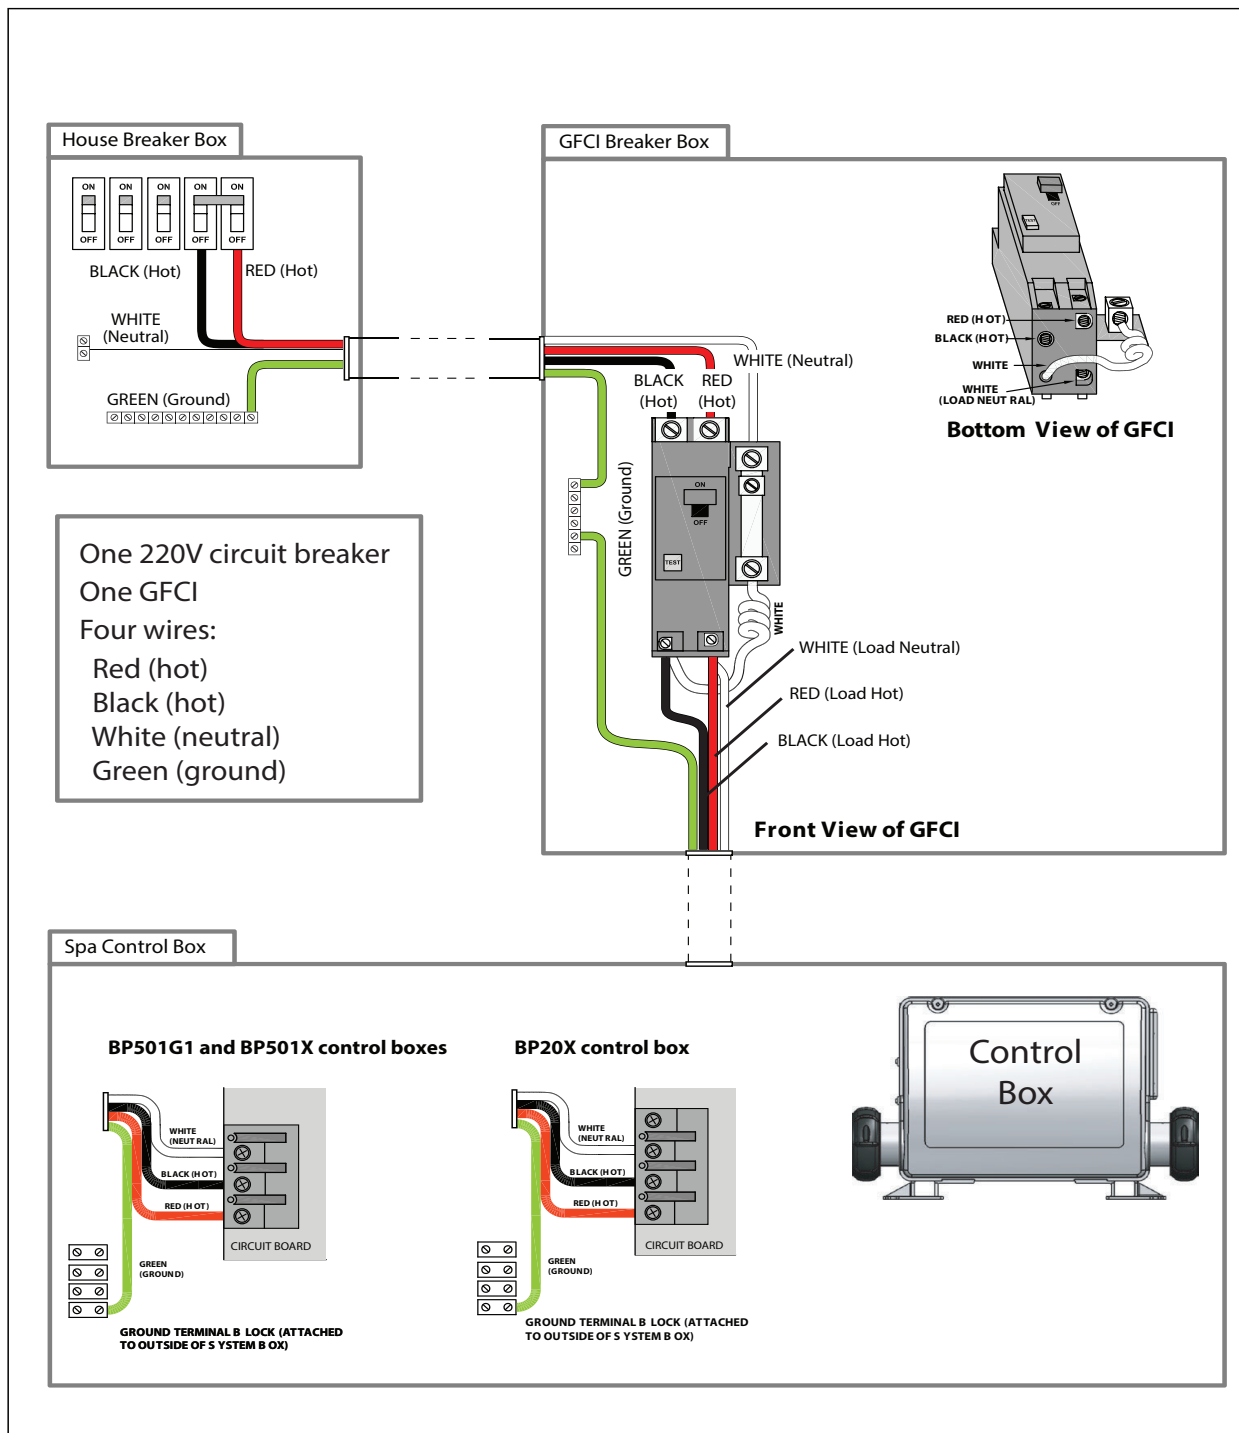 House Breaker Box
ON ON ON ON ON
OFF OFF OFF OFF OFF
BLACK (Hot)
RED (Hot)
WHITE
(Neutral)
GREEN (Ground)
One 220V circuit breaker
One GFCI
Four wires:
Red (hot)
Black (hot)
White (neutral)
Green (ground)
GFCI Breaker Box
WHITE (Neutral)
BLACK
(Hot)
RED
(Hot)
GREEN (Ground)
ON
OFF
TEST
WHITE
WHITE (Load Neutral)
RED (Load Hot)
BLACK (Load Hot)
Front View of GFCI
OFF
TEST
RED (H OT)
BLACK (H OT)
WHITE
WHITE
(LOAD NEUT RAL)
Bottom View of GFCI
Spa Control Box
BP501G1 and BP501X control boxes
WHITE
(NEUT RAL)
BLACK (H OT)
RED (H OT)
CIRCUIT BOARD
GREEN
(GROUND)
GROUND TERMINAL B LOCK (ATTACHED
TO OUTSIDE OF S YSTEM B OX)
BP20X control box
WHITE
(NEUT RAL)
BLACK (H OT)
RED (H OT)
CIRCUIT BOARD
GREEN
(GROUND)
GROUND TERMINAL B LOCK (ATTACHED
TO OUTSIDE OF S YSTEM B OX)
Control
Box